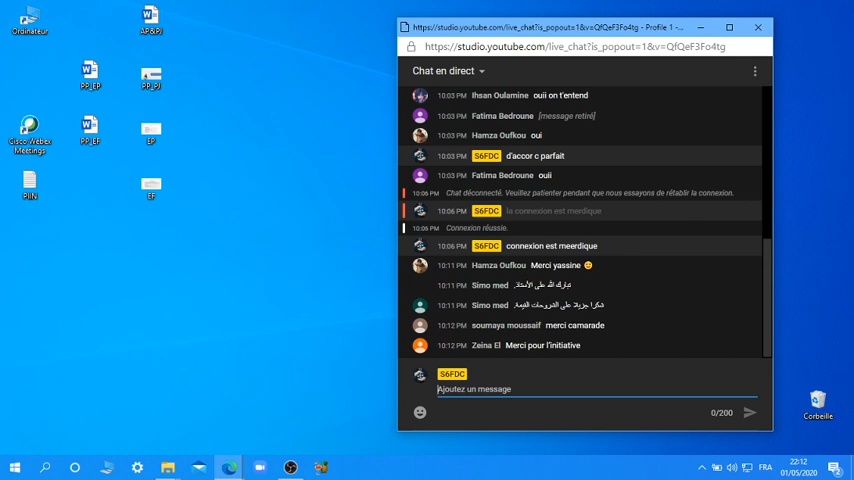 Ordinateur
AP&PJ
PP_EP
PP_PJ
Cisco Webex
Meetings
PP_EF
EP
PIIN
EF
https://studio.youtube.com/live_chat?is_popout=1&v=QfQeF3Fo4tg - Profile 1 -...
https://studio.youtube.com/live_chat?is_popout=1&v=QfQeF3Fo4tg
Chat en direct
10:03 PM Ihsan Oulamine ouii on t'entend
10:03 PM Fatima Bedroune [message retiré]
10:03 PM Hamza Oufkou oui
10:03 PM S6FDC d'accor c parfait
10:03 PM Fatima Bedroune ouii
10:06 PM Chat déconnecté. Veuillez patienter pendant que nous essayons de rétablir la connexion.
10:06 PM S6FDC la connexion est merdique
10:06 PM Connexion réussie.
10:06 PM S6FDC connexion est meerdique
10:11 PM Hamza Oufkou Merci yassine
10:11 PM Simo med تبارك الله على الأستاذ.
10:11 PM Simo med شكرا جزيلا على الشروحات القيمة.
10:12 PM soumaya moussaif merci camarade
10:12 PM Zeina El Merci pour l'initiative
S6FDC
Ajoutez un message
0/200
Corbeille
FRA
22:12
01/05/2020
2